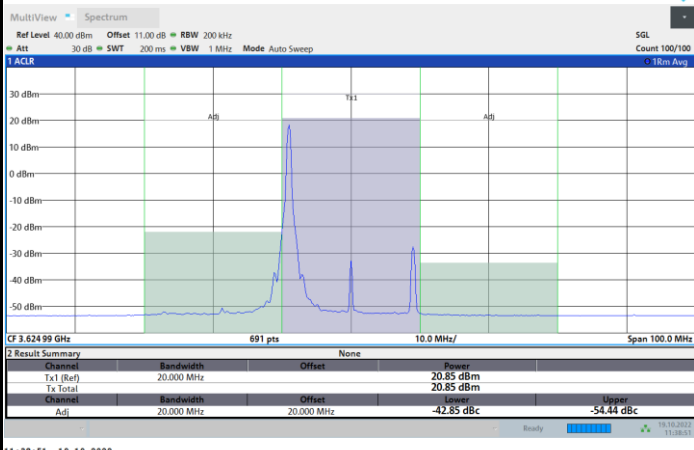 MultiView Spectrum
Ref Level 40.00 dBm Offset 11.00 dB RBW 200 kHz SGL
Att 30 dB SWT 200 ms VBW 1 MHz Mode Auto Sweep Count 100/100
1 ACLR 1Rm Avg
30 dBm
Tx1
20 dBm Adj Adj
10 dBm
0 dBm
-10 dBm
-20 dBm
-30 dBm
-40 dBm
-50 dBm
CF 3.624 99 GHz 691 pts 10.0 MHz/ Span 100.0 MHz
2 Result Summary None
Channel Bandwidth Offset Power
Tx1 (Ref) 20.000 MHz 20.85 dBm
Tx Total 20.85 dBm
Channel Bandwidth Offset Lower Upper
Adj 20.000 MHz 20.000 MHz -42.85 dBc -54.44 dBc
Ready 19.10.2022
11:38:51